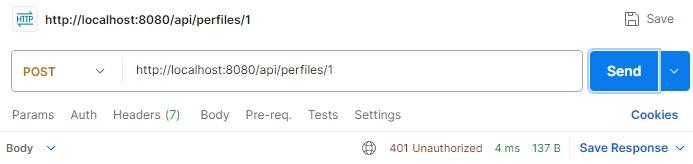 HTTP http://localhost:8080/api/perfiles/1 Save
POST http://localhost:8080/api/perfiles/1 Send
Params Auth Headers (7) Body Pre-req. Tests Settings Cookies
Body 401 Unauthorized 4 ms 137 B Save Response